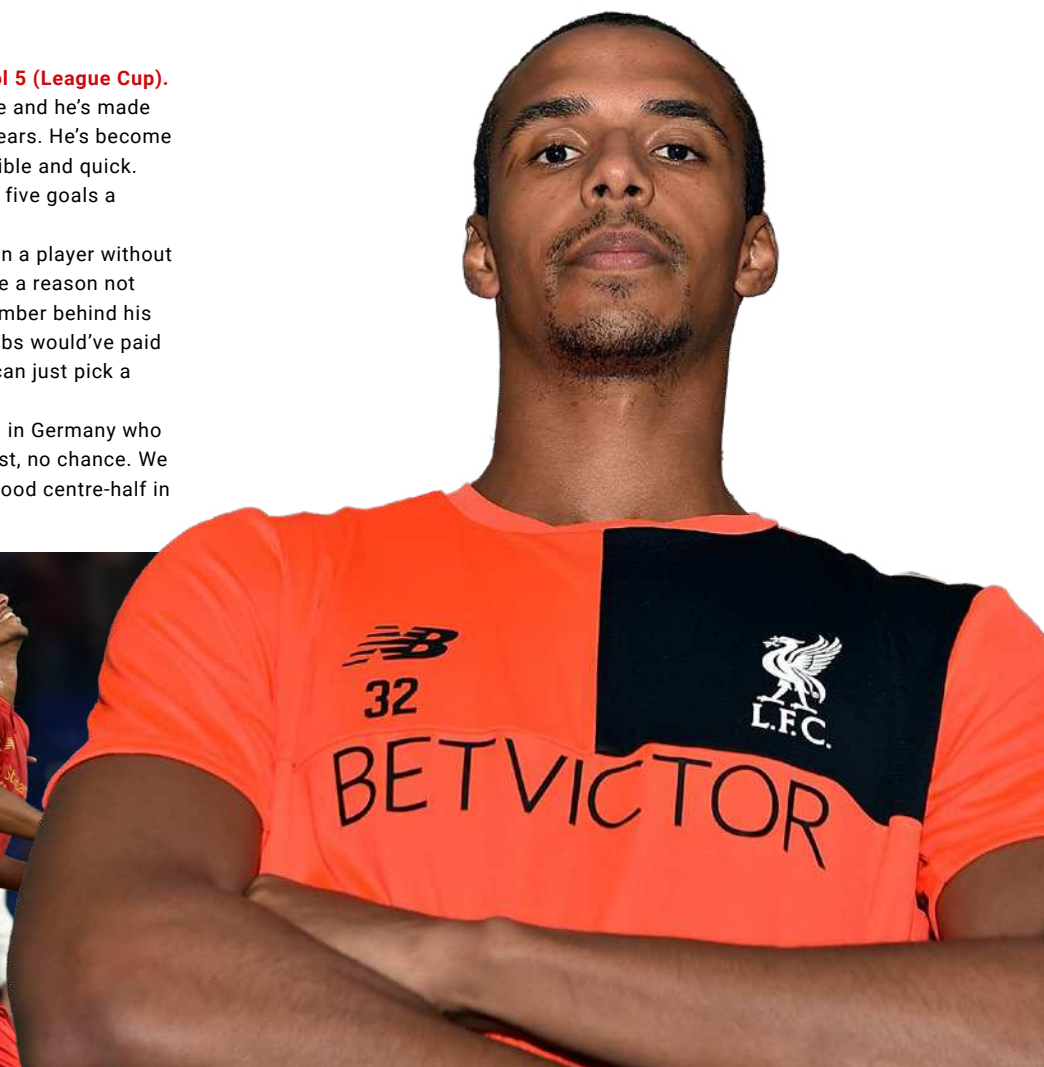 l 5 (League Cup).
e and he’s made
ears. He’s become
ible and quick.
five goals a
n a player without
e a reason not
mber behind his
bs would’ve paid
can just pick a
in Germany who
st, no chance. We
ood centre-half in
NB
32
L.F.C.
BETVICTOR